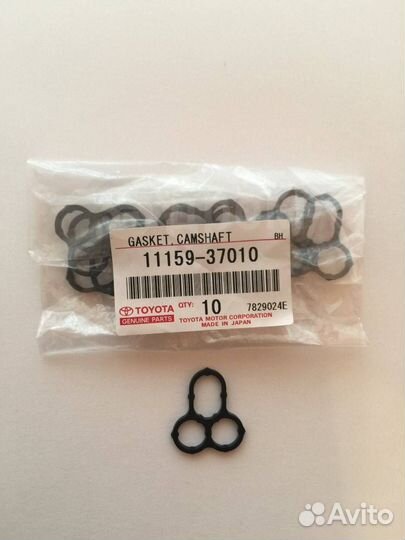 GASKET, CAMSHAFT BH
11159-37010
TOYOTA QTY: 10 7829024E
GENUINE PARTS TOYOTA MOTOR CORPORATION
MADE IN JAPAN
Avito